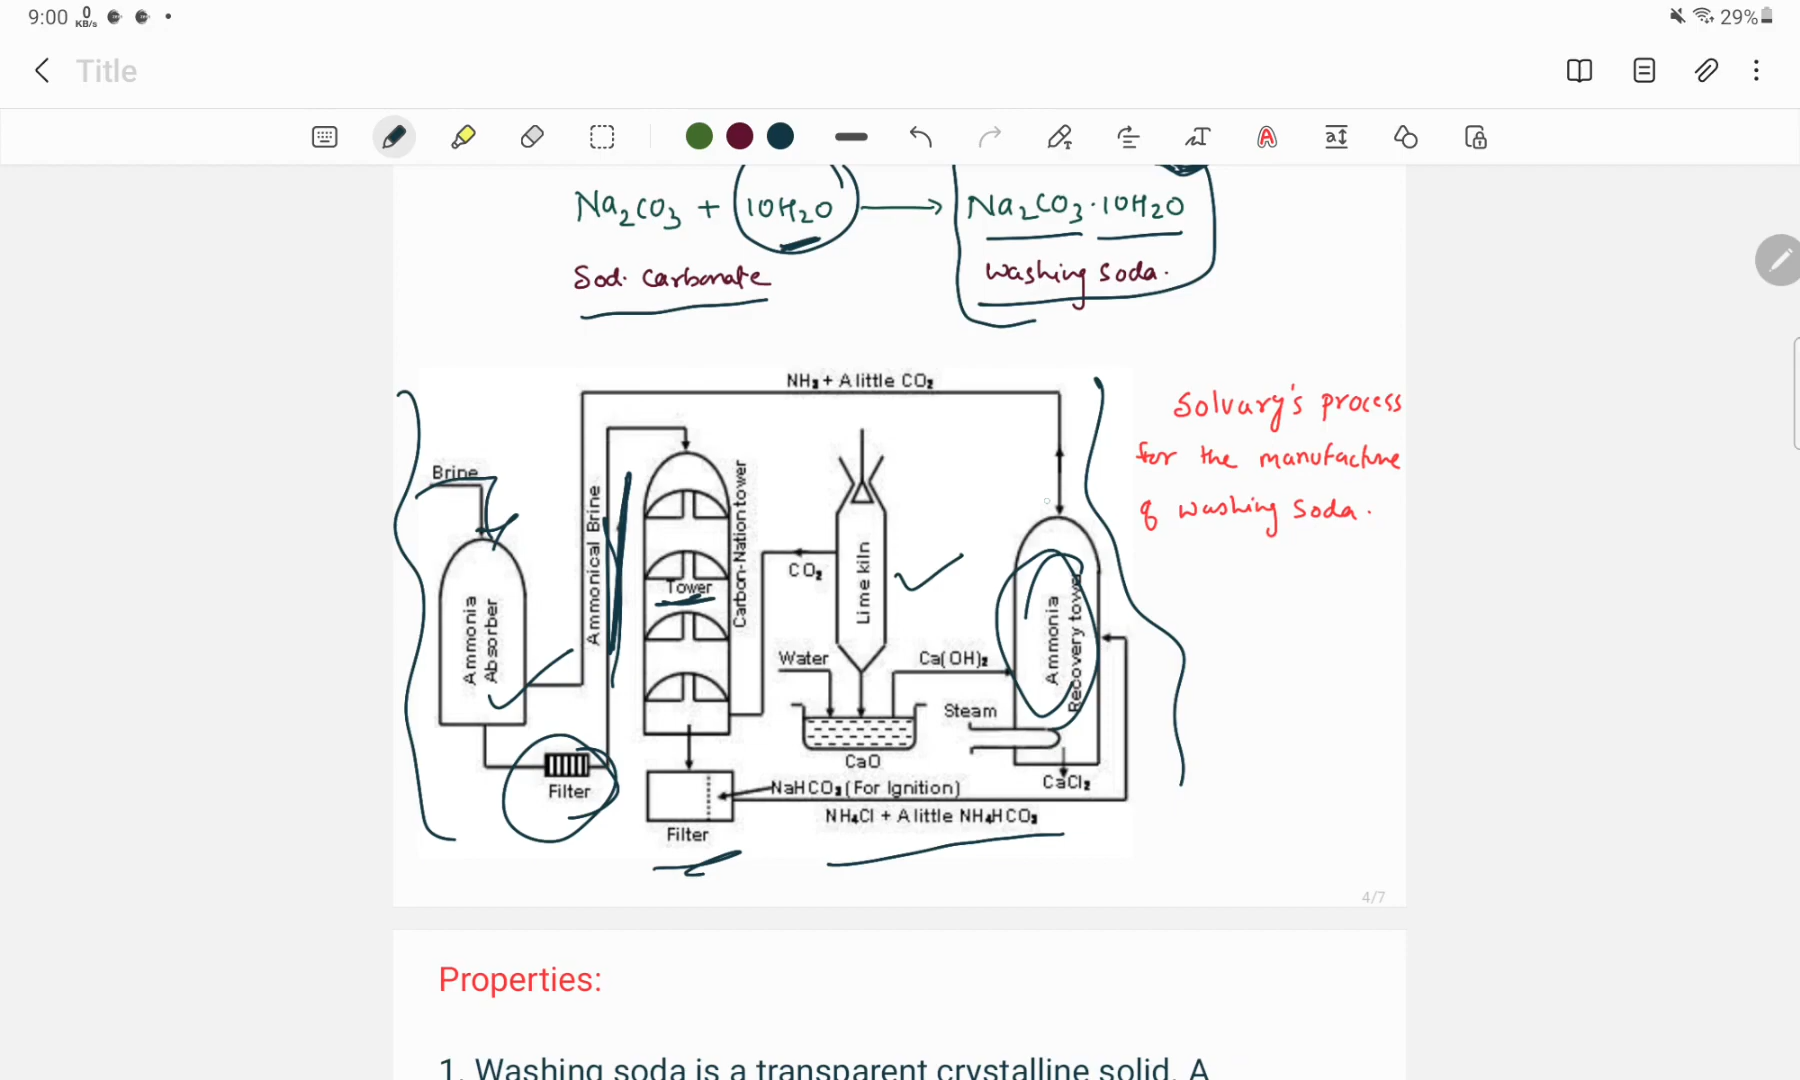 9:00 0 KB/s 29%
Title
Na2CO3 + 10H2O → Na2CO3·10H2O
Sod. Carbonate washing Soda.
NH3 + A little CO2
Solvary's process
for the manufacture
of washing Soda.
Brine
Ammonia Absorber
Ammonical Brine
Tower
Carbon-Nation tower
CO2
Lime kiln
Water
Ca(OH)2
Steam
Ammonia Recovery tower
CaO
CaCl2
Filter
NaHCO3 (For Ignition)
NH4Cl + A little NH4HCO3
Filter
4/7
Properties:
1. Washing soda is a transparent crystalline solid. A